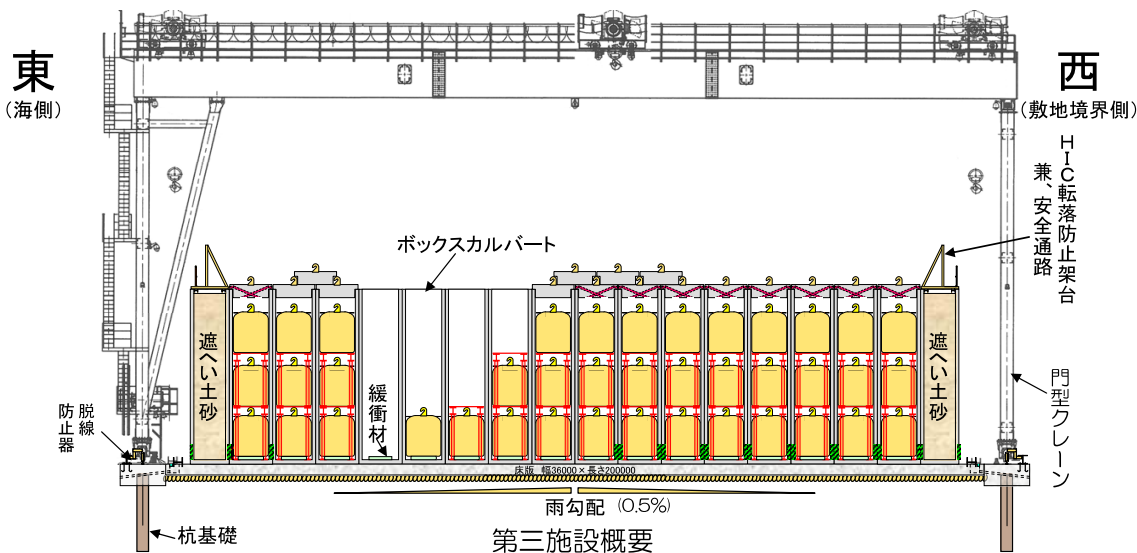 東
(海側)
西
(敷地境界側)
HIC転落防止架台
兼、安全通路
ボックスカルバート
遮へい土砂
緩衝材
遮へい土砂
脱線
防止器
門型クレーン
床版 幅36000×長さ200000
雨勾配 (0.5%)
杭基礎
第三施設概要